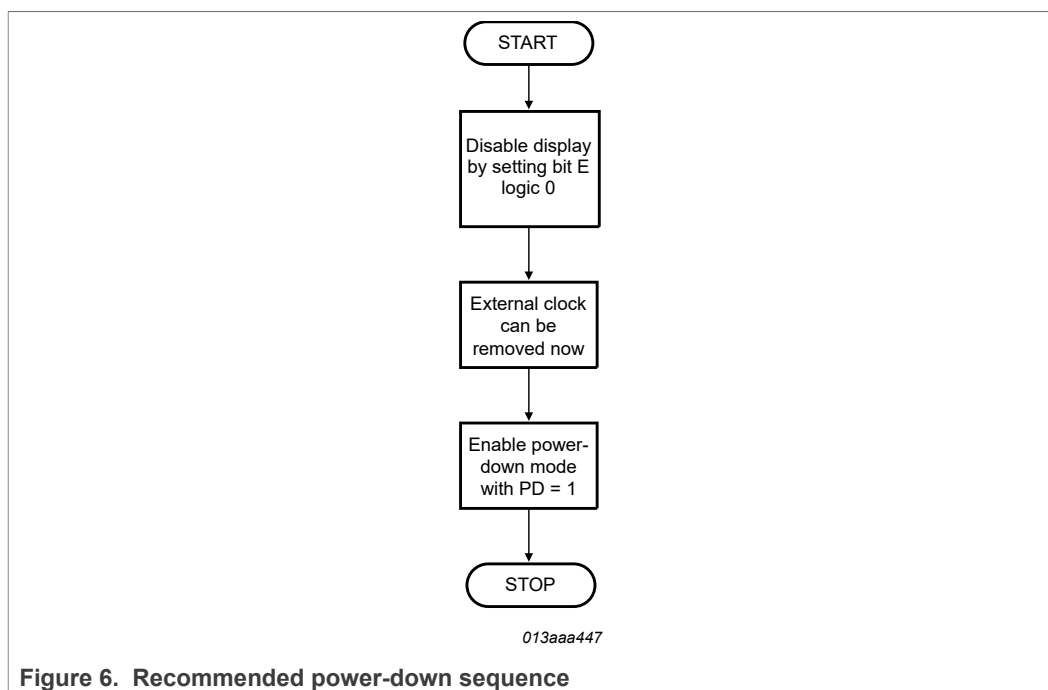 START
Disable display
by setting bit E
logic 0
External clock
can be
removed now
Enable power-
down mode
with PD = 1
STOP
013aaa447
Figure 6. Recommended power-down sequence